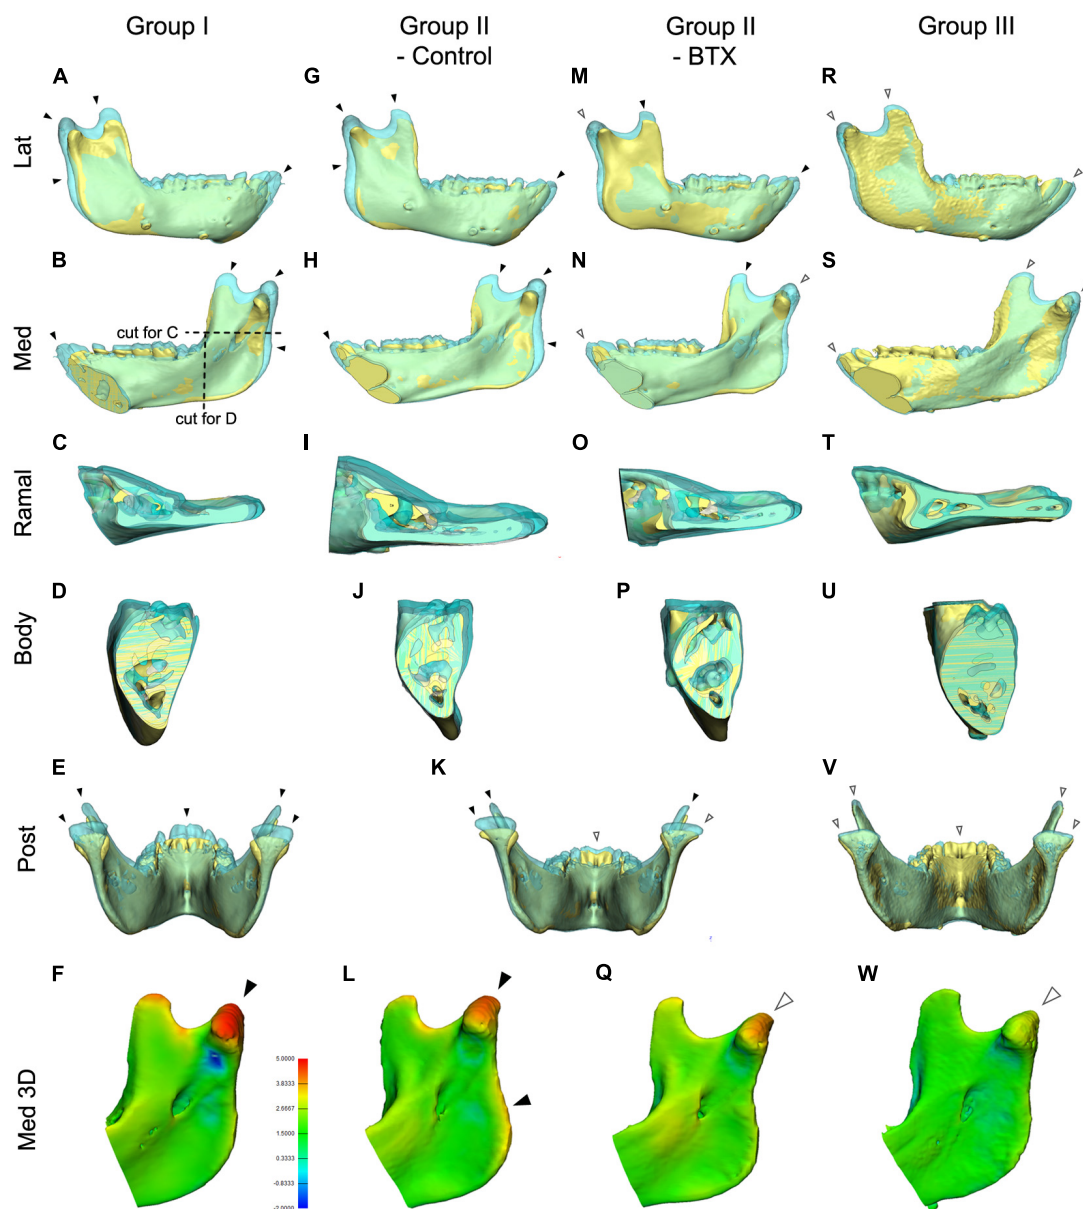 Group I
Group II
- Control
Group II
- BTX
Group III
A
G
M
R
Lat
B
H
N
S
Med
cut for C
cut for D
C
I
O
T
Ramal
D
J
P
U
Body
E
K
V
Post
F
L
Q
W
Med 3D
5.0000
3.8333
2.6667
1.5000
0.3333
-0.8333
-2.0000